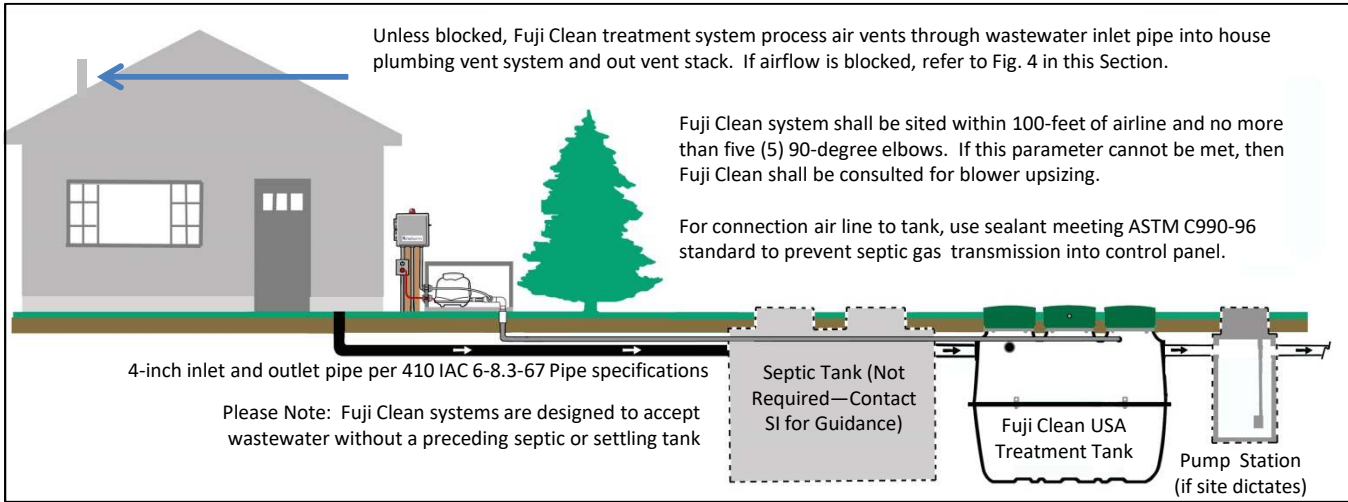 Unless blocked, Fuji Clean treatment system process air vents through wastewater inlet pipe into house
plumbing vent system and out vent stack. If airflow is blocked, refer to Fig. 4 in this Section.
Fuji Clean system shall be sited within 100-feet of airline and no more
than five (5) 90-degree elbows. If this parameter cannot be met, then
Fuji Clean shall be consulted for blower upsizing.
For connection air line to tank, use sealant meeting ASTM C990-96
standard to prevent septic gas transmission into control panel.
4-inch inlet and outlet pipe per 410 IAC 6-8.3-67 Pipe specifications
Please Note: Fuji Clean systems are designed to accept
wastewater without a preceding septic or settling tank
Septic Tank (Not
Required—Contact
SI for Guidance)
Fuji Clean USA
Treatment Tank
Pump Station
(if site dictates)